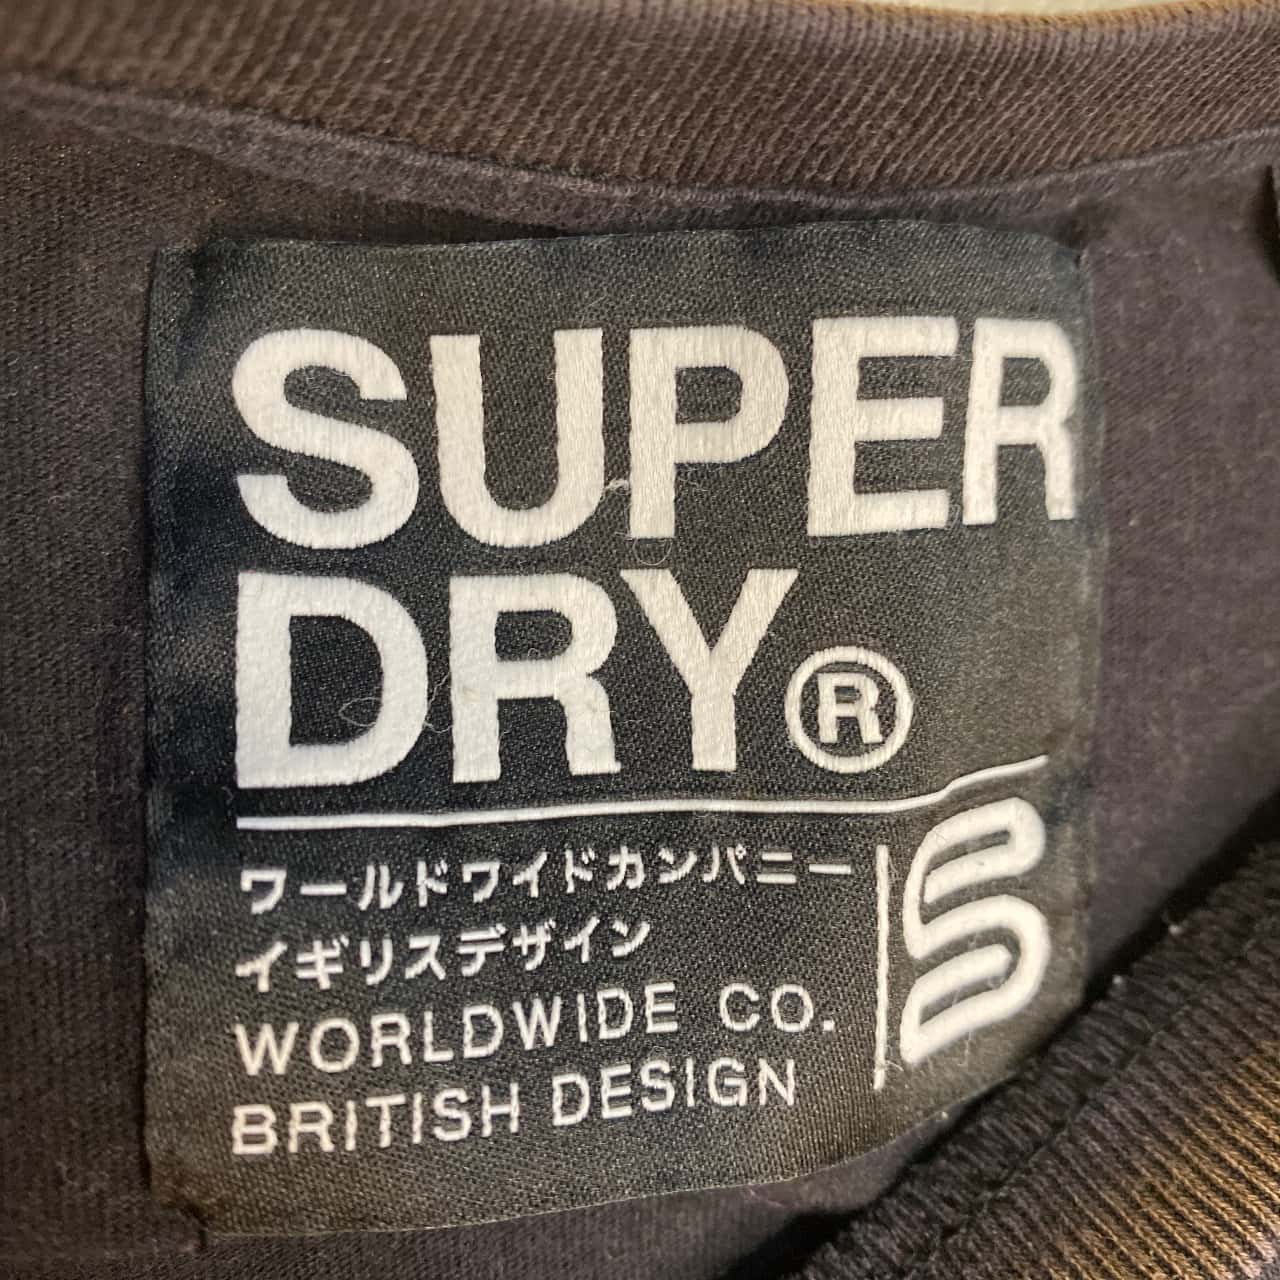 SUPER
DRY®
ワールドワイドカンパニー
イギリスデザイン
WORLDWIDE CO.
BRITISH DESIGN
S